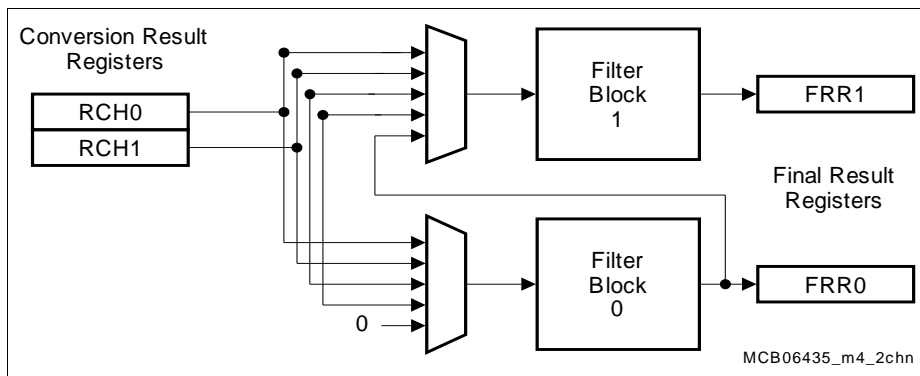 Conversion Result
Registers
RCH0
RCH1
Filter
Block
1
FRR1
Final Result
Registers
Filter
Block
0
FRR0
0
MCB06435_m4_2chn